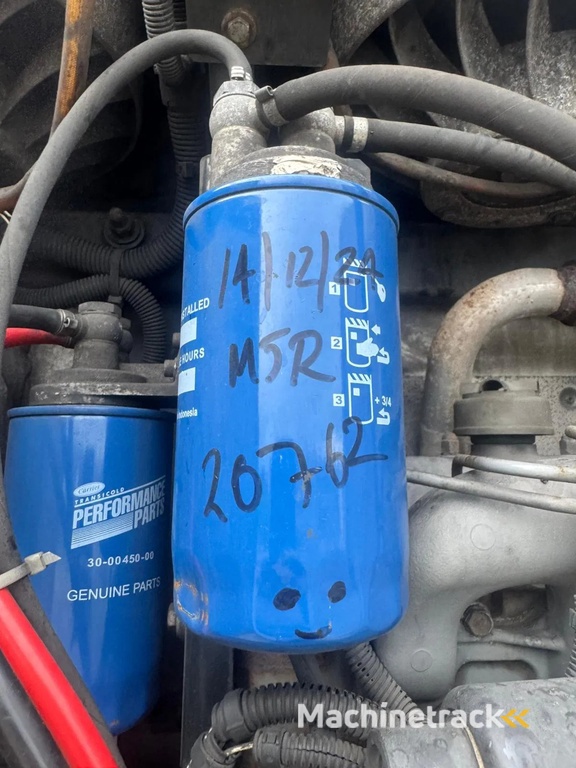 14/12/24
STALLED
1
MJR
E HOURS
2
3
+ 3/4
ndonesia
20762
Carrier
TRANSICOLD
PERFORMANCE
PARTS
30-00450-00
GENUINE PARTS
Machinetrack